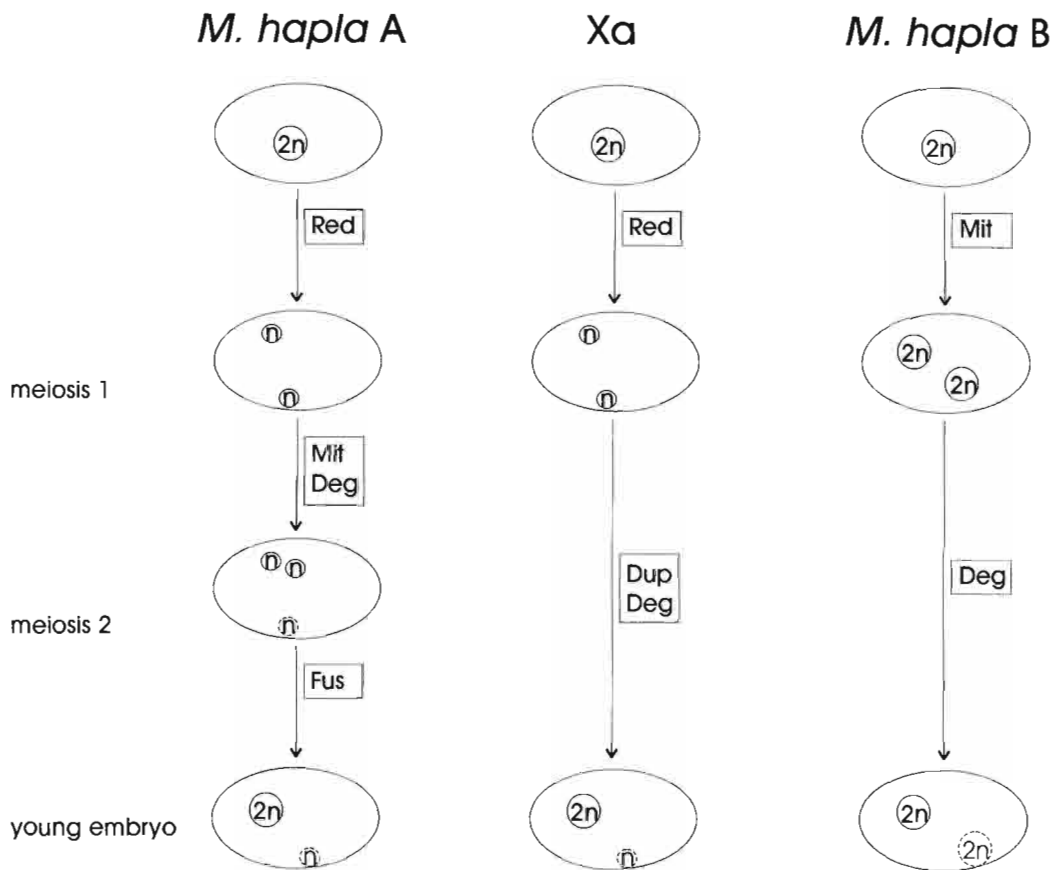 M. hapla A Xa M. hapla B
2n 2n 2n
Red Red Mit
n n 2n
meiosis 1 n n 2n
Mit
Deg
n n Dup Deg
meiosis 2 n Deg
Fus
2n 2n 2n
young embryo n n 2n